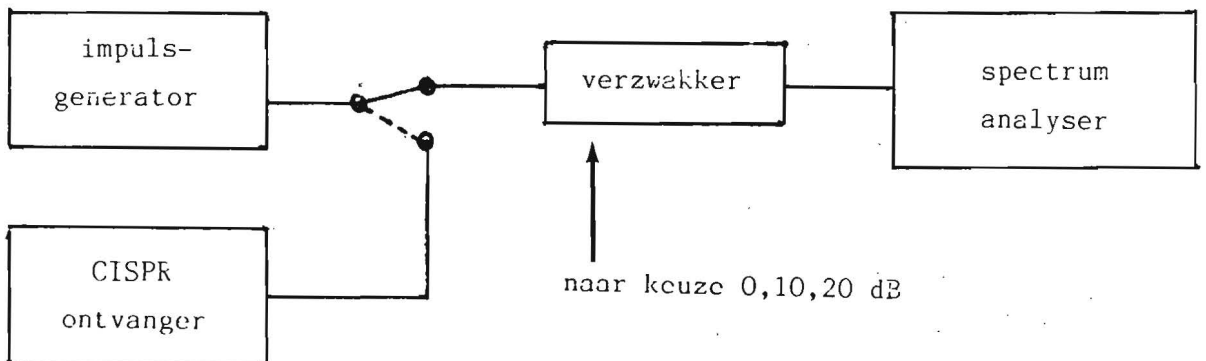 impuls-
generator
verzwakker
spectrum
analyser
CISPR
ontvanger
naar keuze 0,10,20 dB